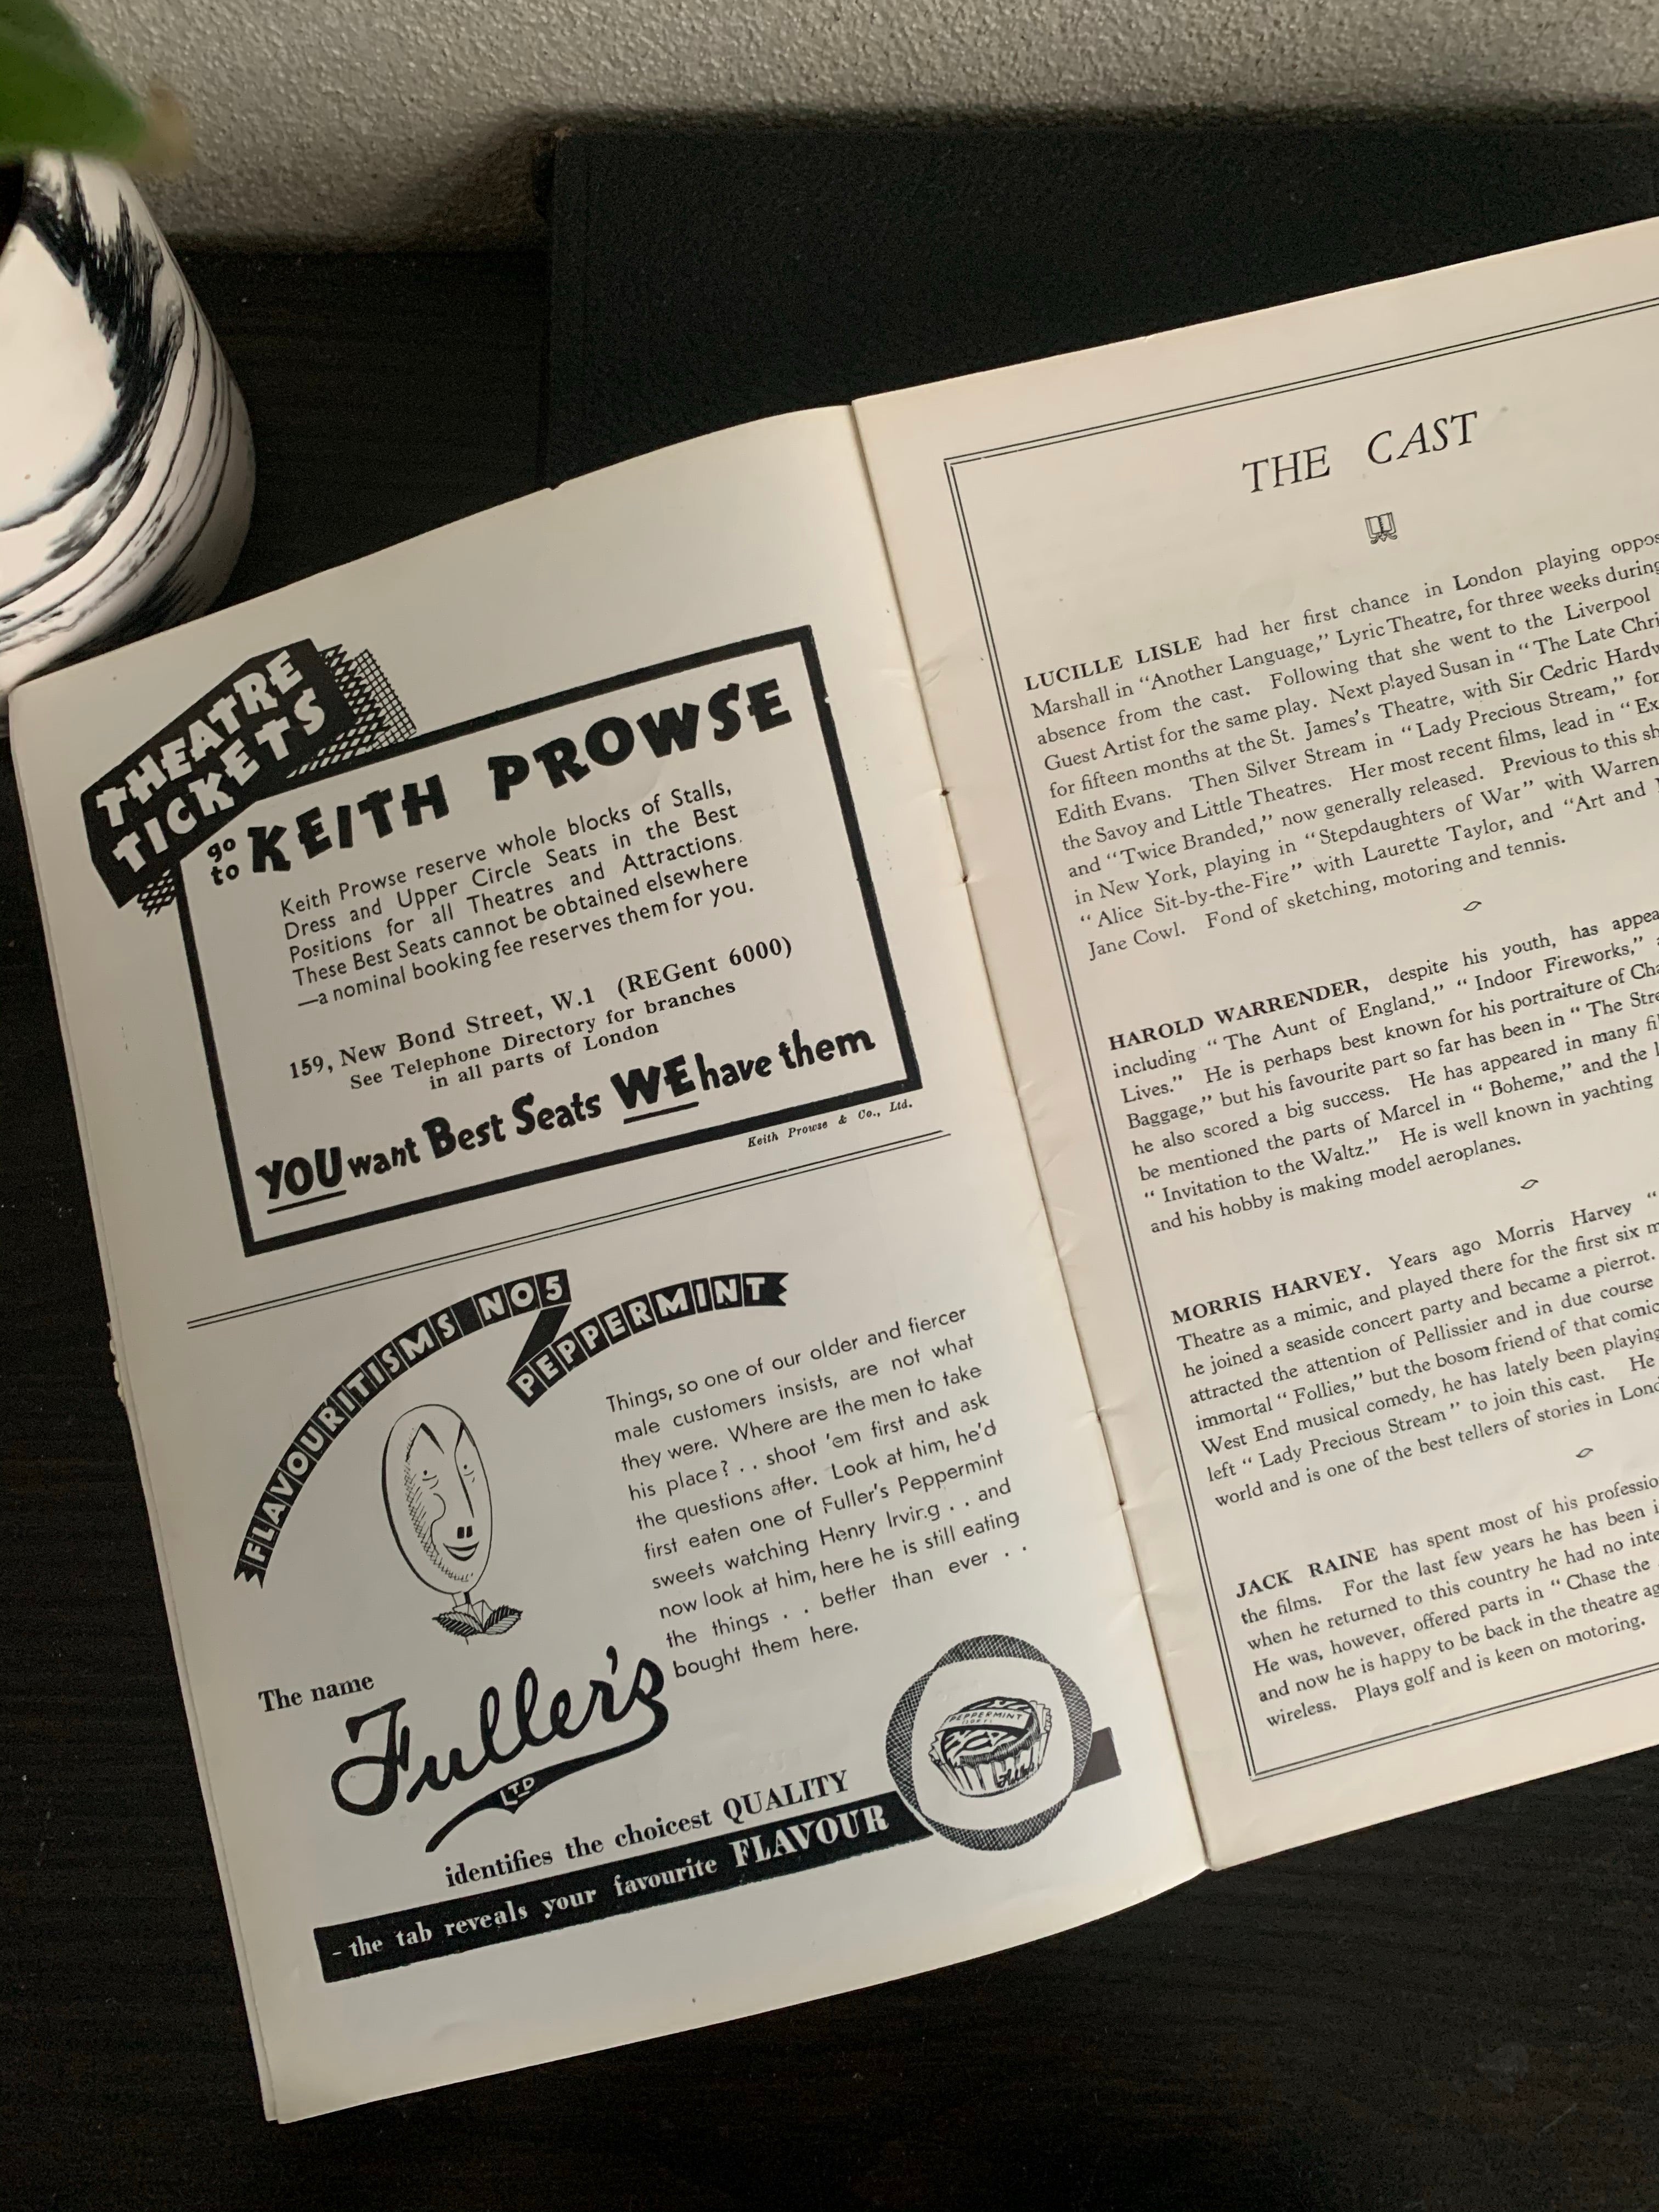 THEATRE
TICKETS
go
to KEITH PROWSE
Keith Prowse reserve whole blocks of Stalls,
Dress and Upper Circle Seats in the Best
Positions for all Theatres and Attractions.
These Best Seats cannot be obtained elsewhere
—a nominal booking fee reserves them for you.
159, New Bond Street, W.1 (REGent 6000)
See Telephone Directory for branches
in all parts of London
YOU want Best Seats WE have them
Keith Prowse & Co., Ltd.
FLAVOURITISMS NO5
PEPPERMINT
Things, so one of our older and fiercer
male customers insists, are not what
they were. Where are the men to take
his place? . . shoot 'em first and ask
the questions after. Look at him, he'd
first eaten one of Fuller's Peppermint
sweets watching Henry Irving . . and
now look at him, here he is still eating
the things . . better than ever . .
bought them here.
The name
Fuller's
LTD
identifies the choicest QUALITY
- the tab reveals your favourite FLAVOUR
PEPPERMINT
THE CAST
LUCILLE LISLE had her first chance in London playing
Marshall in "Another Language," Lyric Theatre, for three weeks during
absence from the cast. Following that she went to the Liverpool
Guest Artist for the same play. Next played Susan in "The Late
for fifteen months at the St. James's Theatre, with Sir Cedric
Edith Evans. Then Silver Stream in "Lady Precious Stream," for
the Savoy and Little Theatres. Her most recent films, lead in "
and "Twice Branded," now generally released. Previous to this
in New York, playing in "Stepdaughters of War" with Warren
"Alice Sit-by-the-Fire" with Laurette Taylor, and "Art and
Jane Cowl. Fond of sketching, motoring and tennis.
HAROLD WARRENDER, despite his youth, has
including "The Aunt of England," "Indoor Fireworks,"
Lives." He is perhaps best known for his portraiture of
Baggage," but his favourite part so far has been in "The
he also scored a big success. He has appeared in many
be mentioned the parts of Marcel in "Boheme," and the
"Invitation to the Waltz." He is well known in yachting
and his hobby is making model aeroplanes.
MORRIS HARVEY. Years ago Morris Harvey "
Theatre as a mimic, and played there for the first six
he joined a seaside concert party and became a pierrot.
attracted the attention of Pellissier and in due course
immortal "Follies," but the bosom friend of that
West End musical comedy, he has lately been playing
left "Lady Precious Stream" to join this cast. He
world and is one of the best tellers of stories in
JACK RAINE has spent most of his
the films. For the last few years he has been
when he returned to this country he had no
He was, however, offered parts in "Chase the
and now he is happy to be back in the theatre
wireless. Plays golf and is keen on motoring.